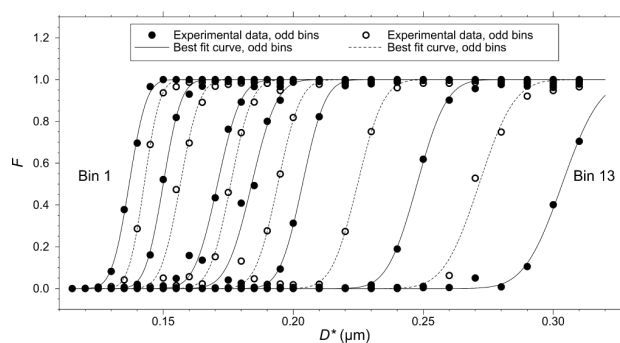 Experimental data, odd bins Experimental data, odd bins
Best fit curve, odd bins Best fit curve, odd bins
1.2
1.0
0.8
0.6
0.4
0.2
0.0
F
Bin 1 Bin 13
0.15 0.20 0.25 0.30
D* (μm)